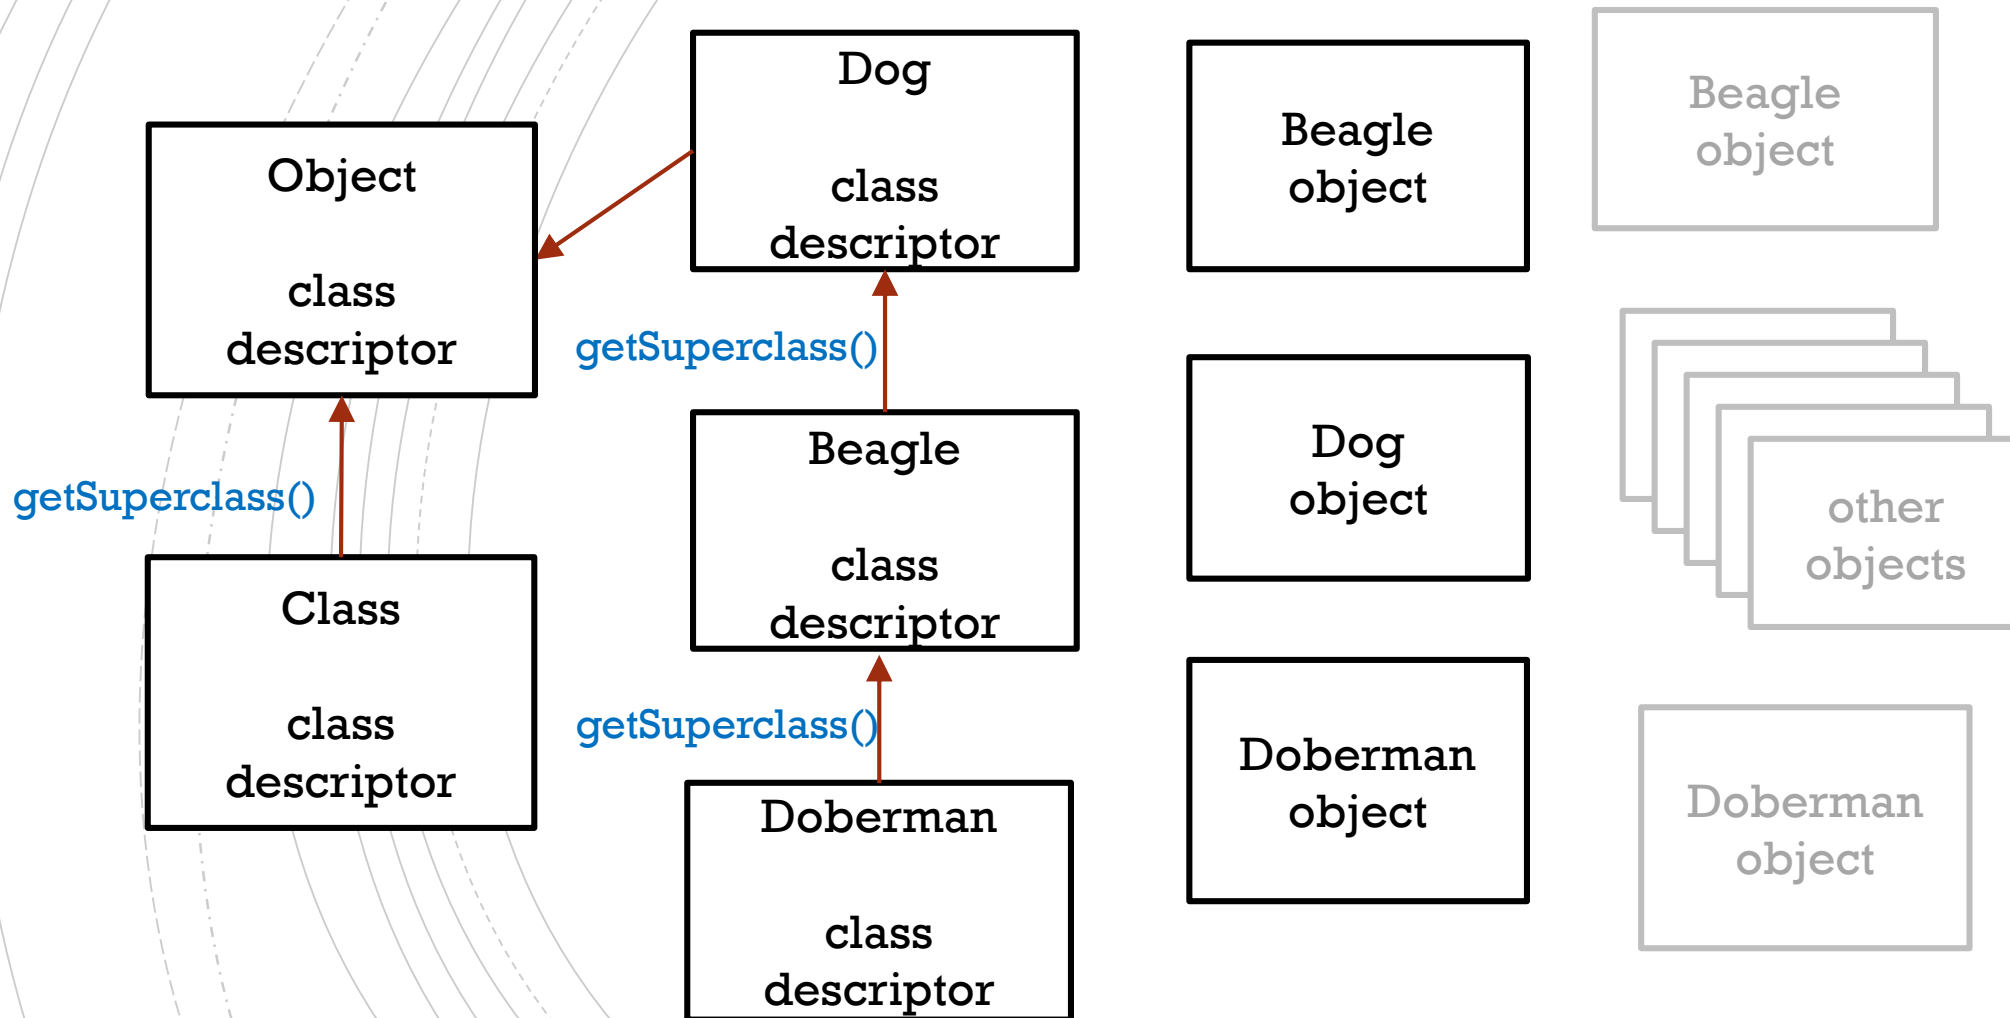 Object
class
descriptor
getSuperclass()
Class
class
descriptor
Dog
class
descriptor
getSuperclass()
Beagle
class
descriptor
getSuperclass()
Doberman
class
descriptor
Beagle
object
Dog
object
Doberman
object
Beagle
object
other
objects
Doberman
object